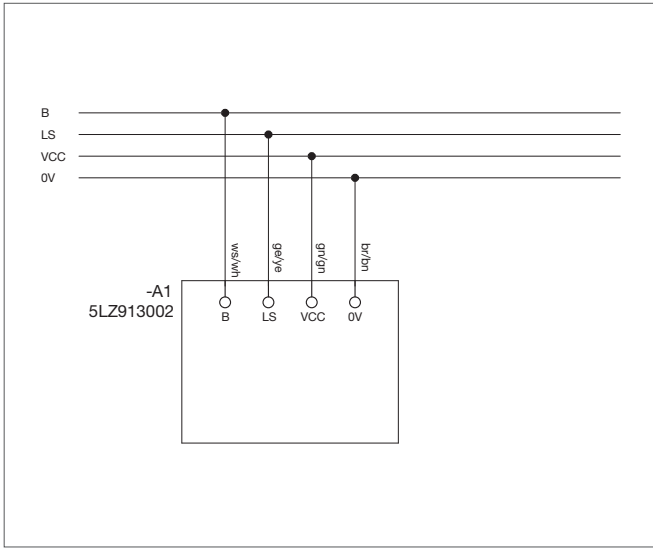 B
LS
VCC
0V
ws/wh
ge/ye
gn/gn
br/bn
-A1
5LZ913002
B
LS
VCC
0V